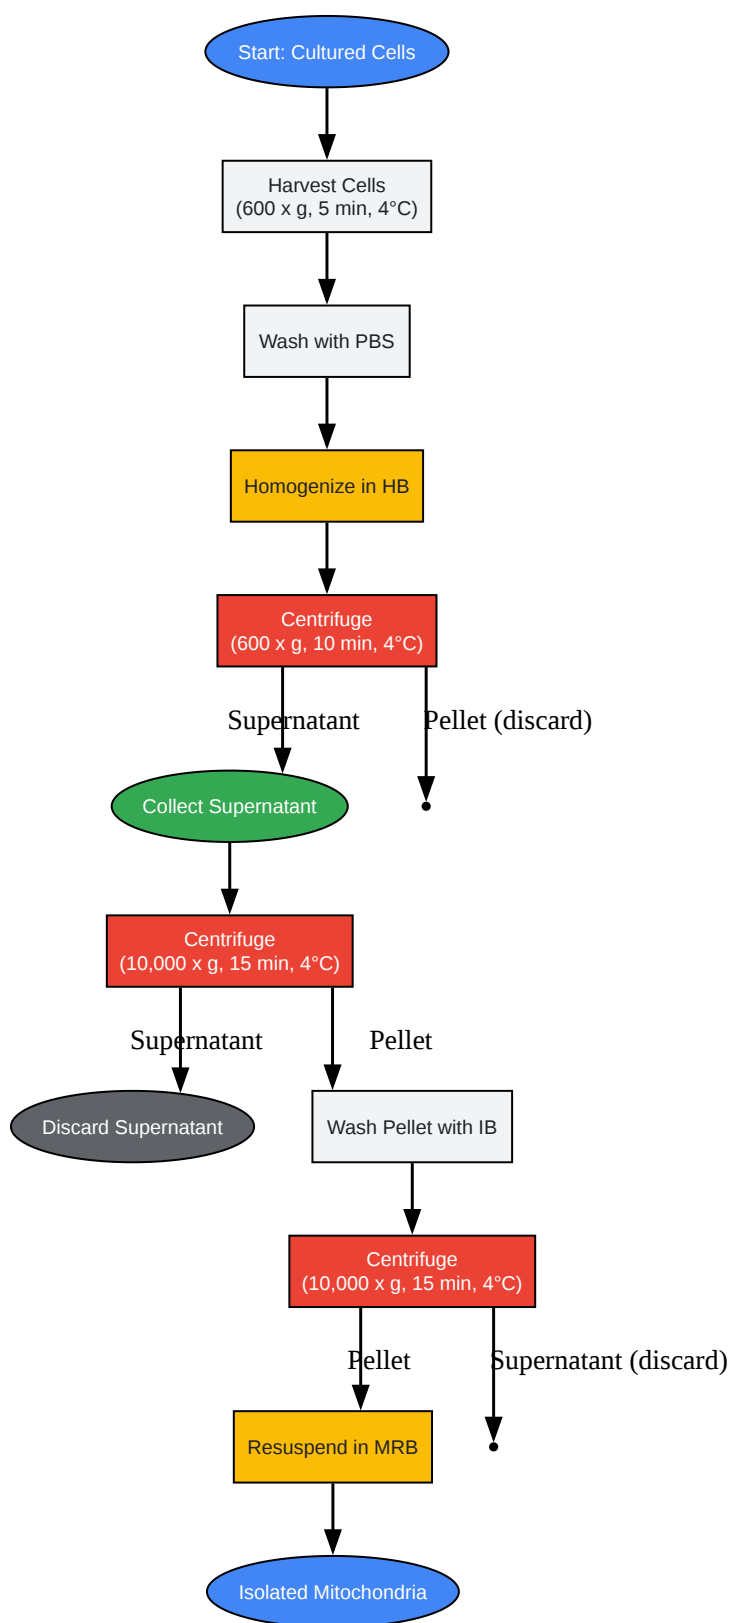 Start: Cultured Cells
Harvest Cells
(600 x g, 5 min, 4°C)
Wash with PBS
Homogenize in HB
Centrifuge
(600 x g, 10 min, 4°C)
Supernatant
Pellet (discard)
Collect Supernatant
Centrifuge
(10,000 x g, 15 min, 4°C)
Supernatant
Pellet
Discard Supernatant
Wash Pellet with IB
Centrifuge
(10,000 x g, 15 min, 4°C)
Pellet
Supernatant (discard)
Resuspend in MRB
Isolated Mitochondria